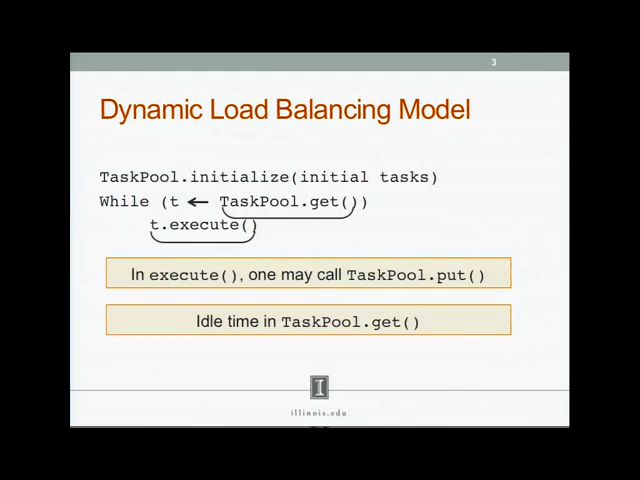 3
Dynamic Load Balancing Model
TaskPool.initialize(initial tasks)
While (t ← TaskPool.get())
t.execute()
In execute(), one may call TaskPool.put()
Idle time in TaskPool.get()
I
illinois.edu